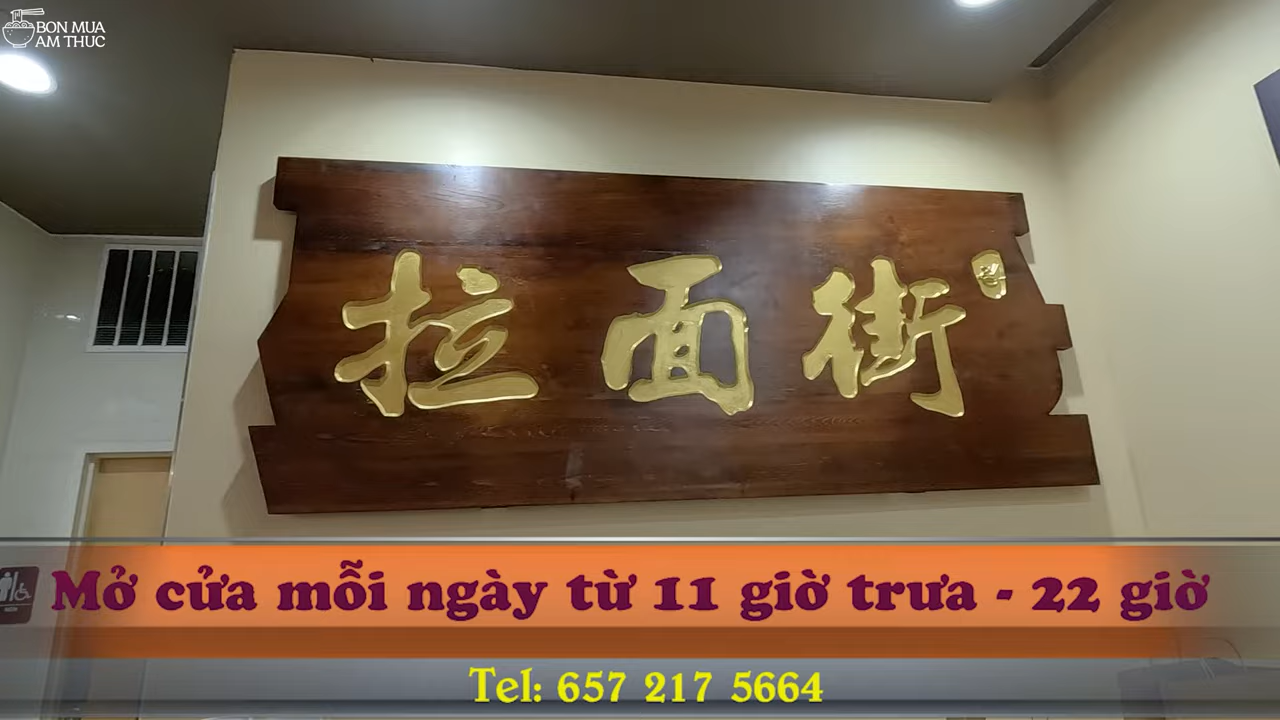 BON MUA
AM THUC
拉面街
Mở cửa mỗi ngày từ 11 giờ trưa - 22 giờ
Tel: 657 217 5664